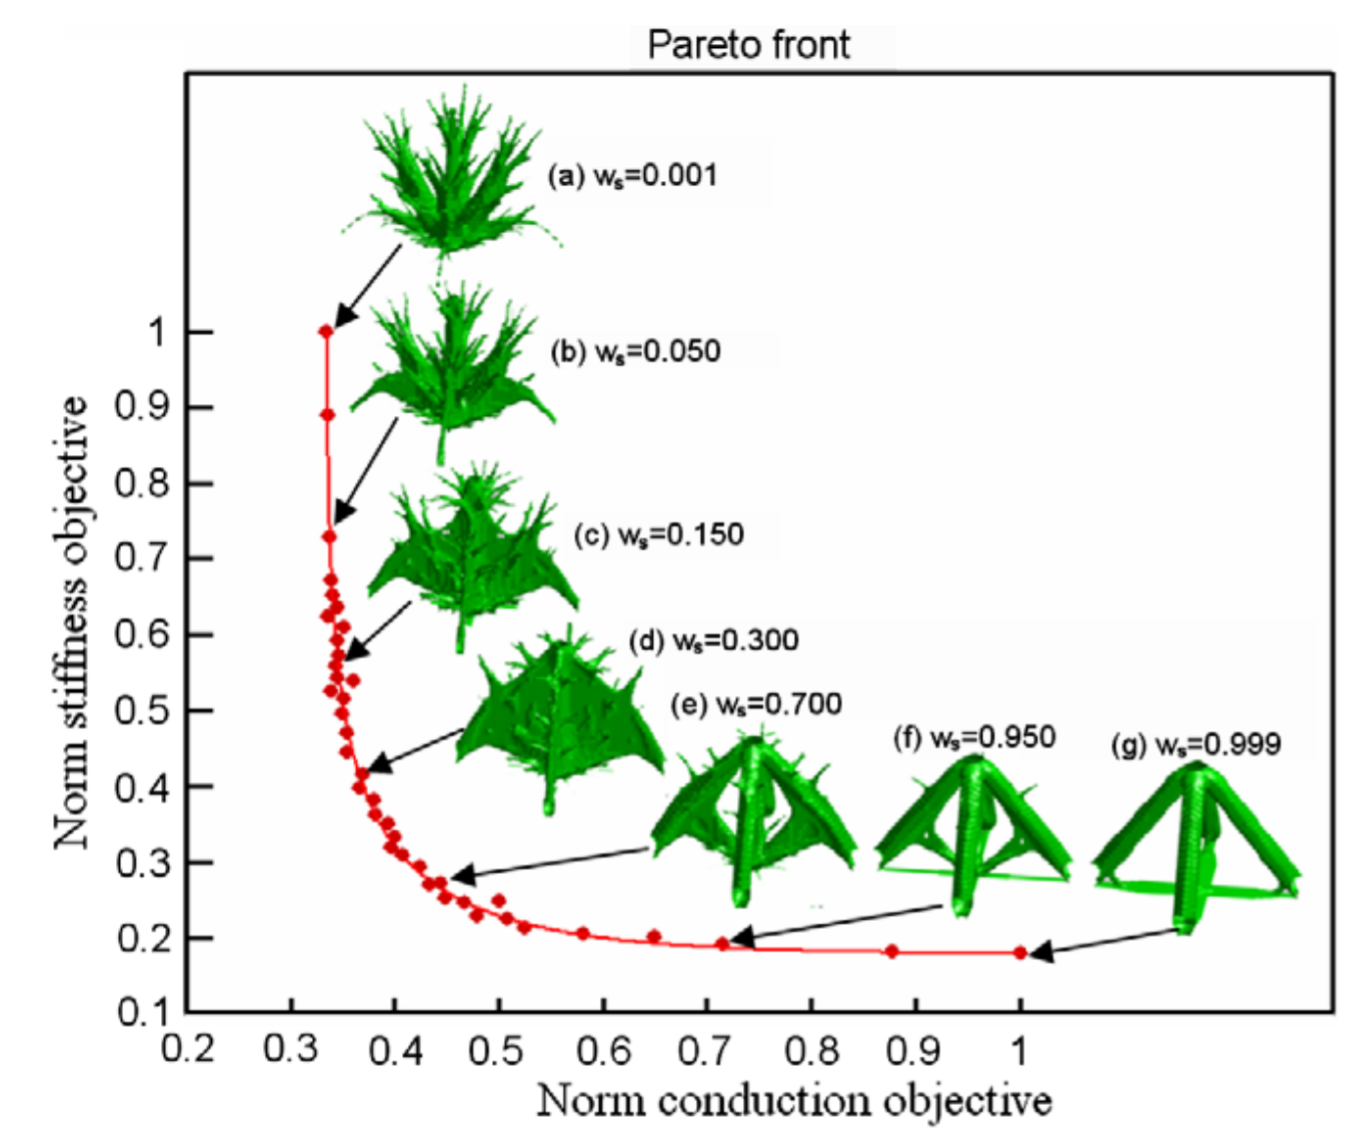 Pareto front
(a) wₛ=0.001
(b) wₛ=0.050
(c) wₛ=0.150
(d) wₛ=0.300
(e) wₛ=0.700
(f) wₛ=0.950
(g) wₛ=0.999
Norm stiffness objective
1
0.9
0.8
0.7
0.6
0.5
0.4
0.3
0.2
0.1
0.2 0.3 0.4 0.5 0.6 0.7 0.8 0.9 1
Norm conduction objective